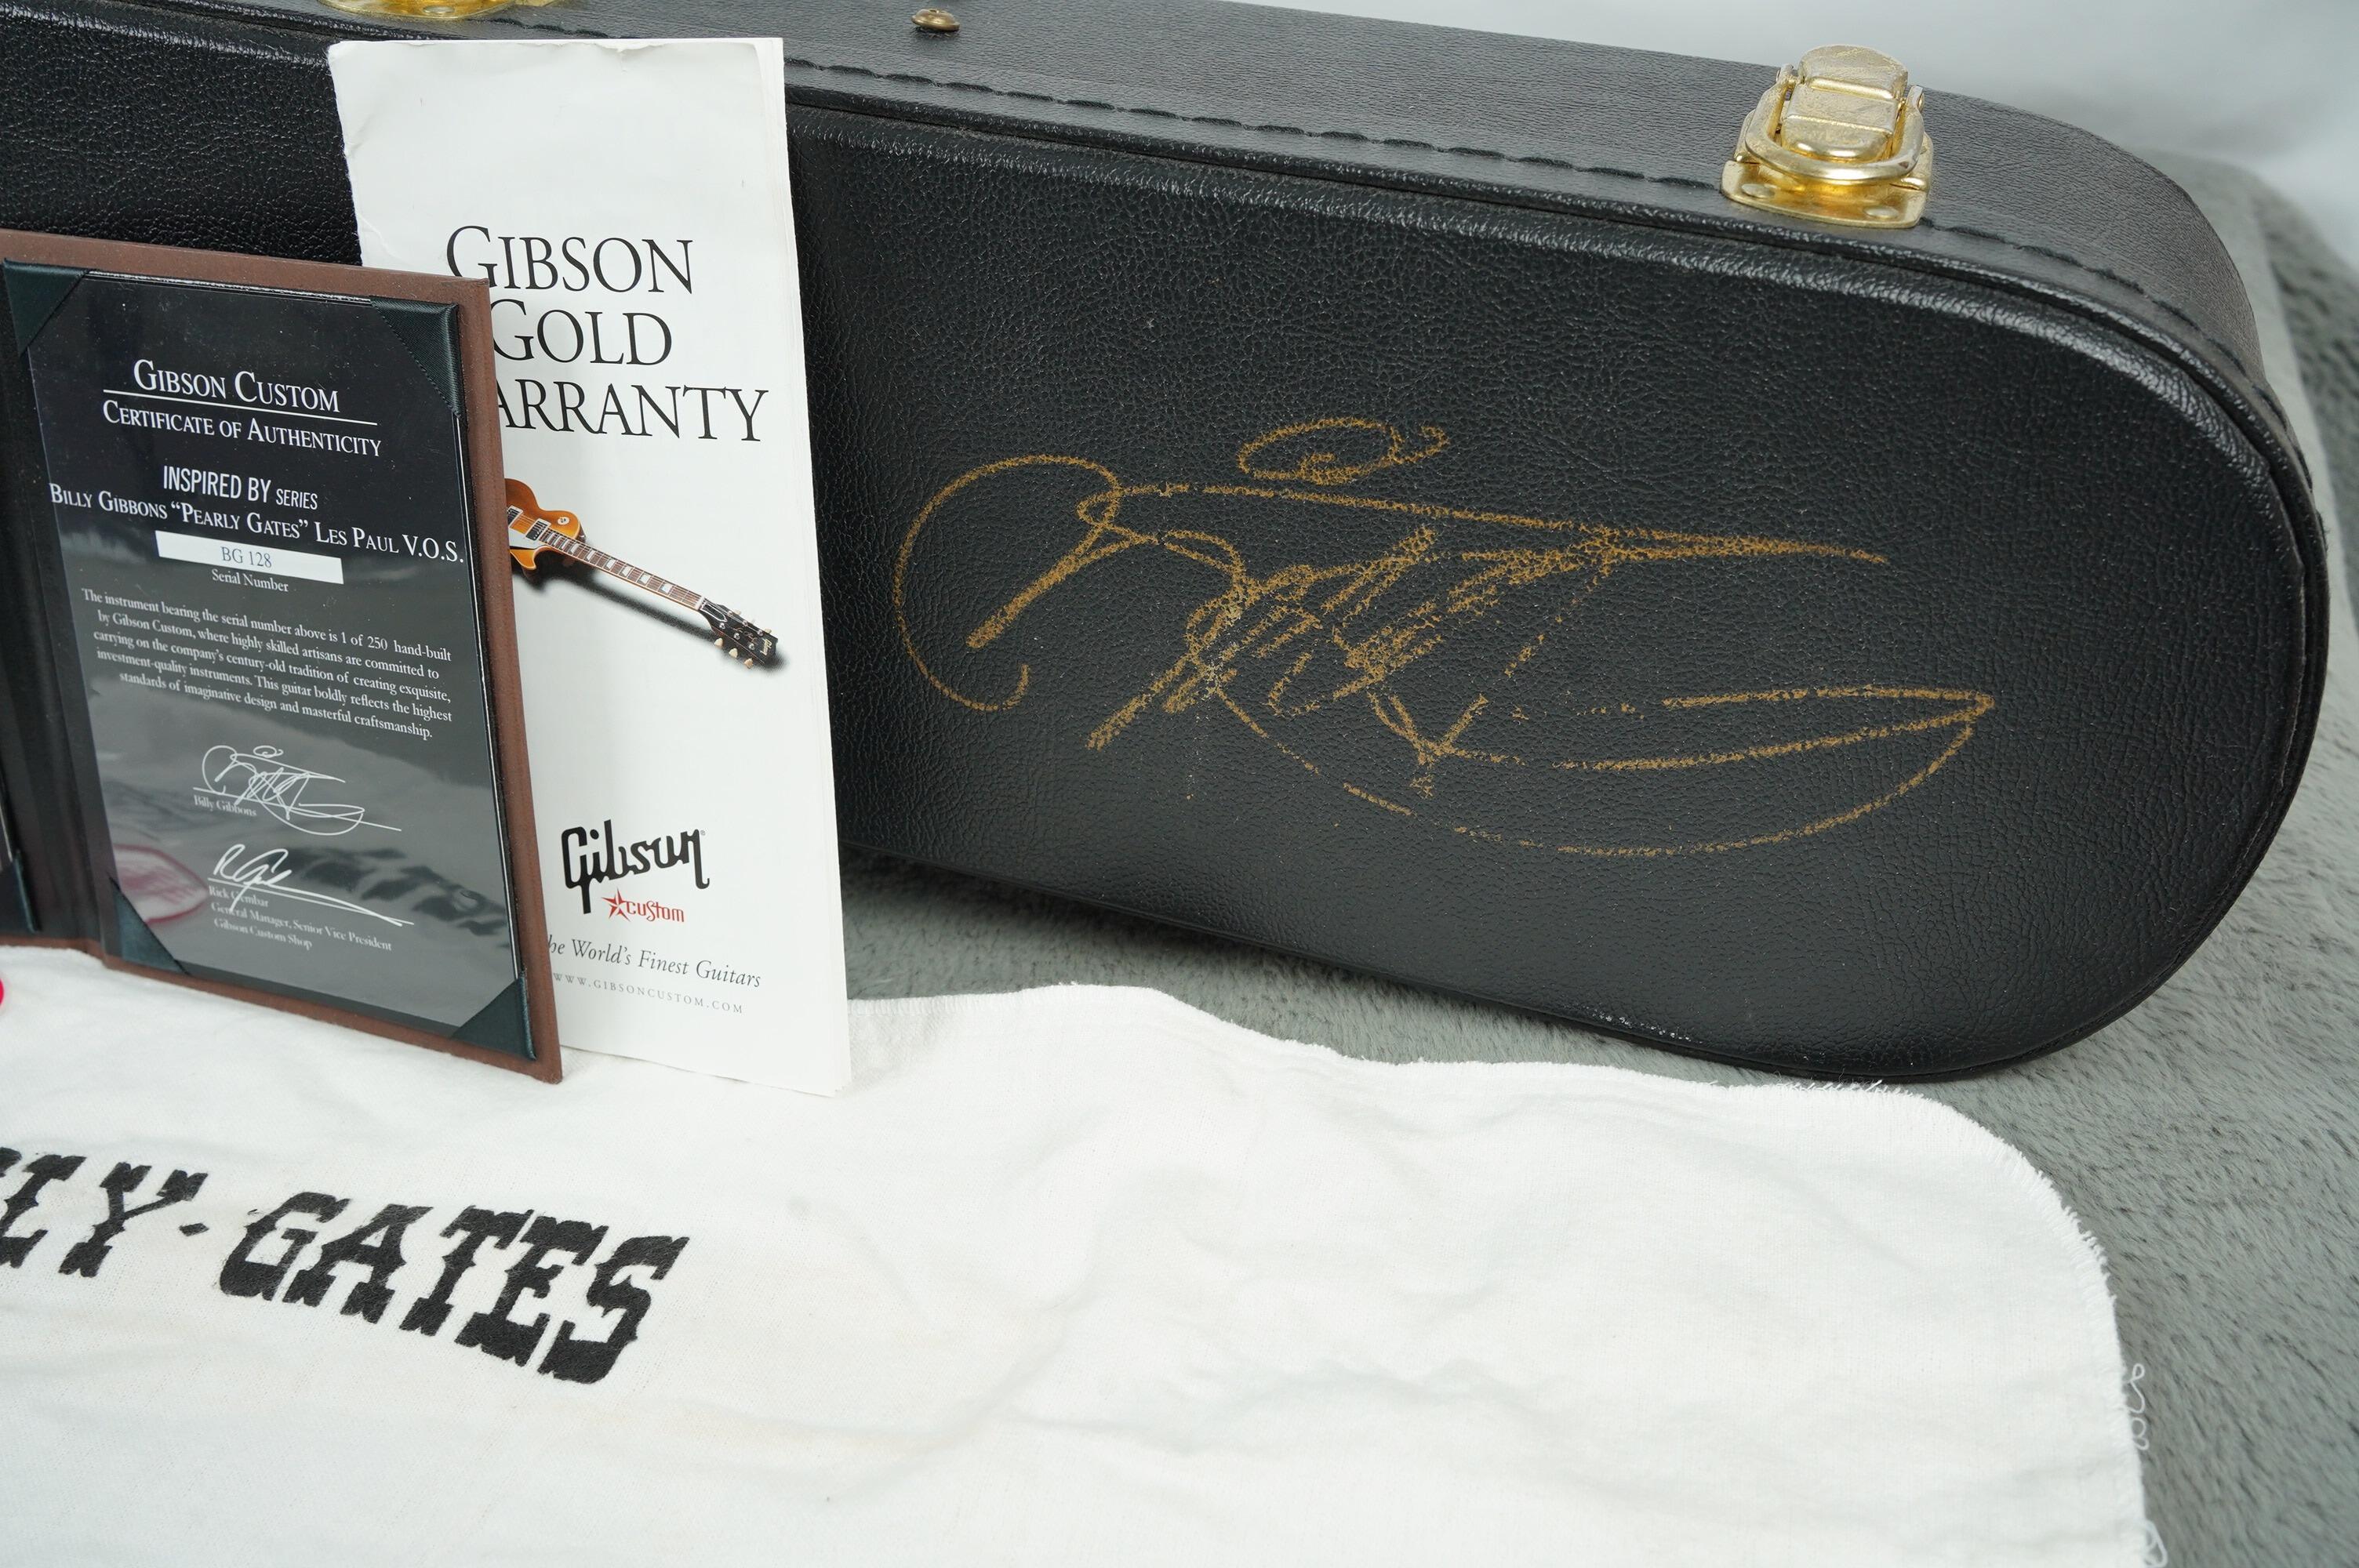 GIBSON CUSTOM
CERTIFICATE OF AUTHENTICITY
INSPIRED BY SERIES
BILLY GIBBONS “PEARLY GATES” LES PAUL V.O.S.
BG 128
Serial Number
The instrument bearing the serial number above is 1 of 250 hand-built
by Gibson Custom, where highly skilled artisans are committed to
carrying on the company's century-old tradition of creating exquisite,
investment-quality instruments. This guitar boldly reflects the highest
standards of imaginative design and masterful craftsmanship.
Billy Gibbons
Rick Gembar
General Manager, Senior Vice President
Gibson Custom Shop
GIBSON
GOLD
ARRANTY
Gibson
custom
he World's Finest Guitars
WWW.GIBSONCUSTOM.COM
LY-GATES